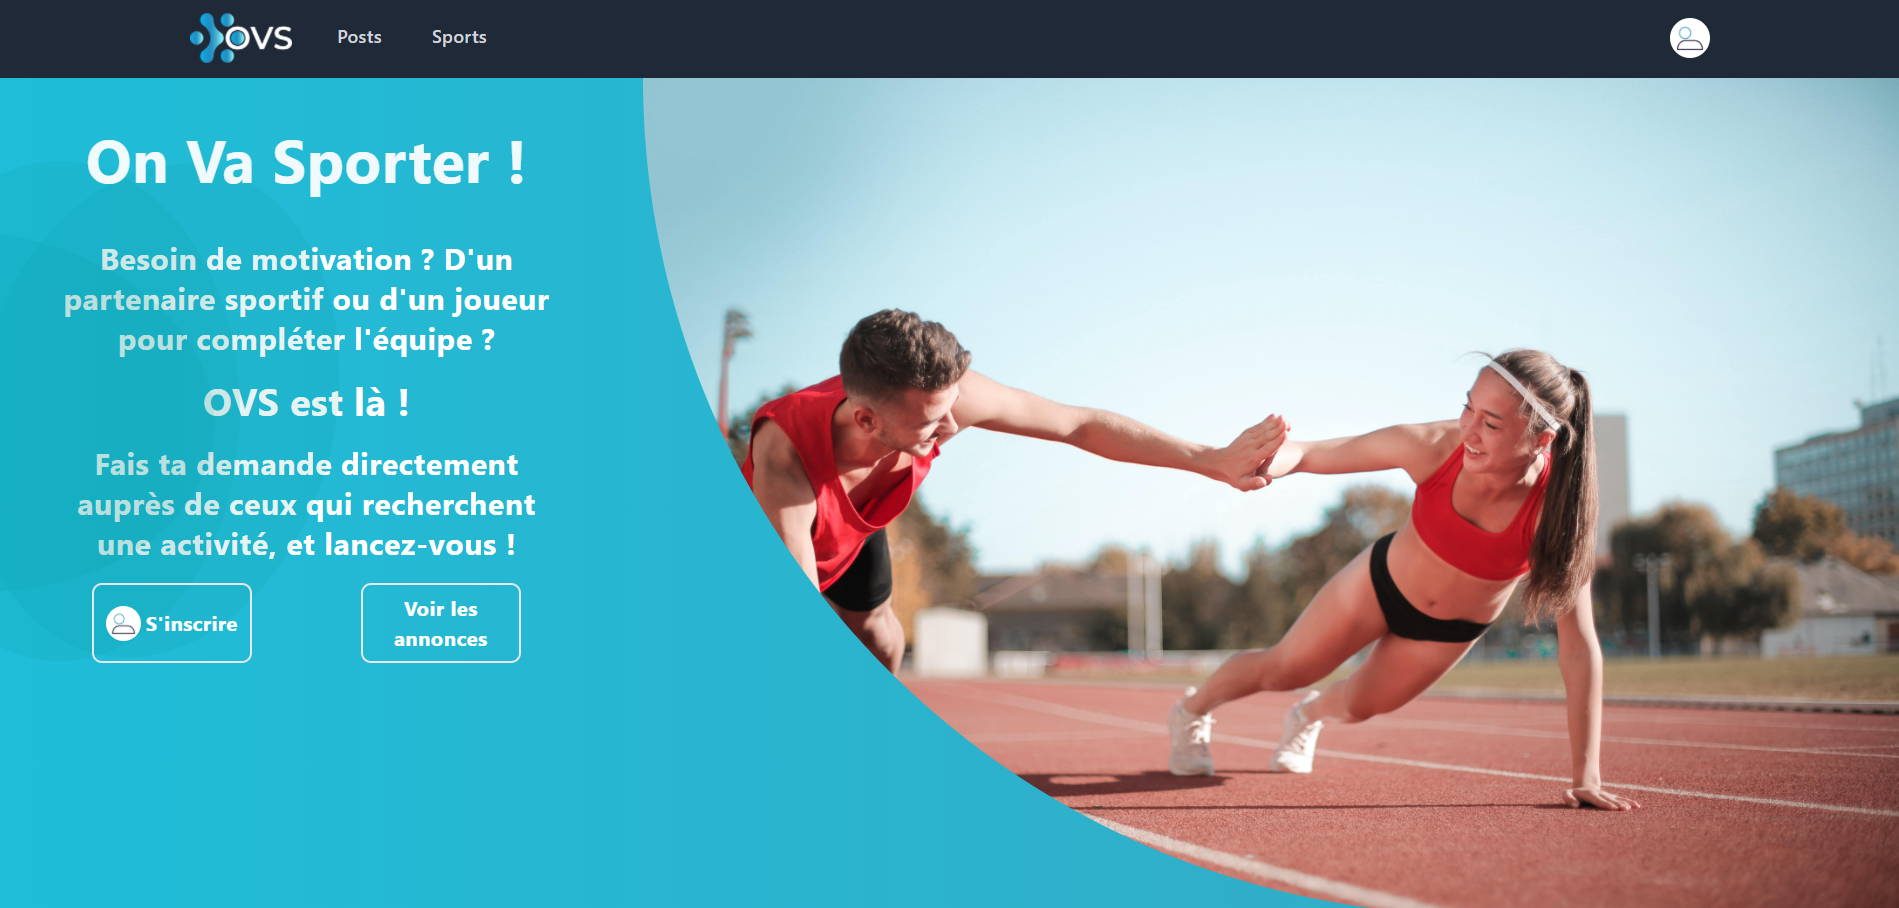 OVS
Posts
Sports
On Va Sporter !
Besoin de motivation ? D'un
partenaire sportif ou d'un joueur
pour compléter l'équipe ?
OVS est là !
Fais ta demande directement
auprès de ceux qui recherchent
une activité, et lancez-vous !
S'inscrire
Voir les
annonces